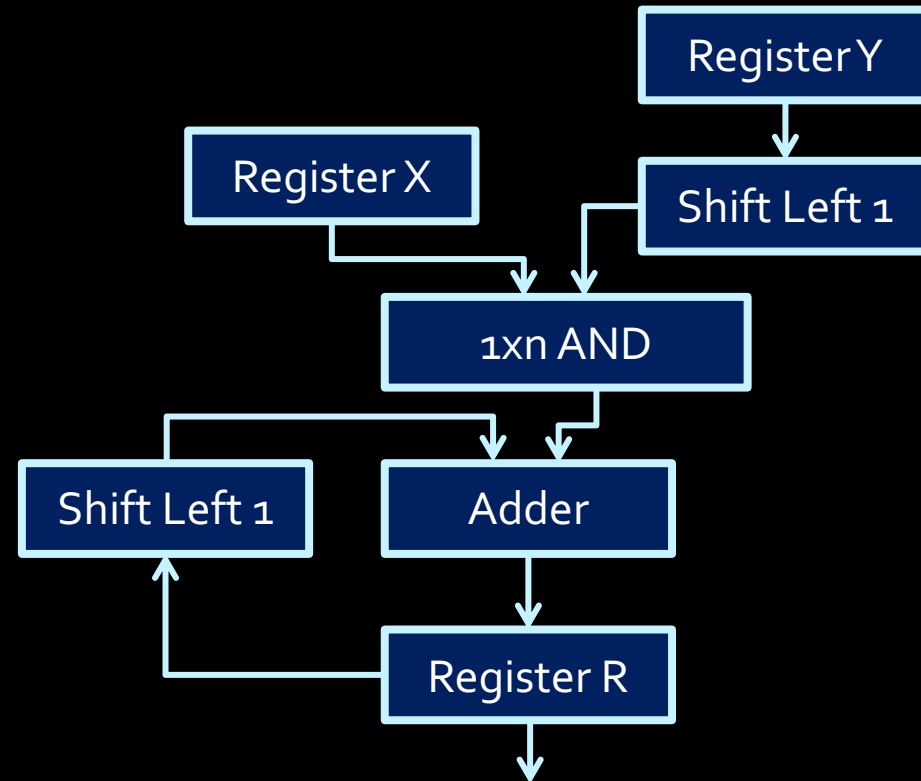 Register Y
Register X
Shift Left 1
1xn AND
Shift Left 1
Adder
Register R